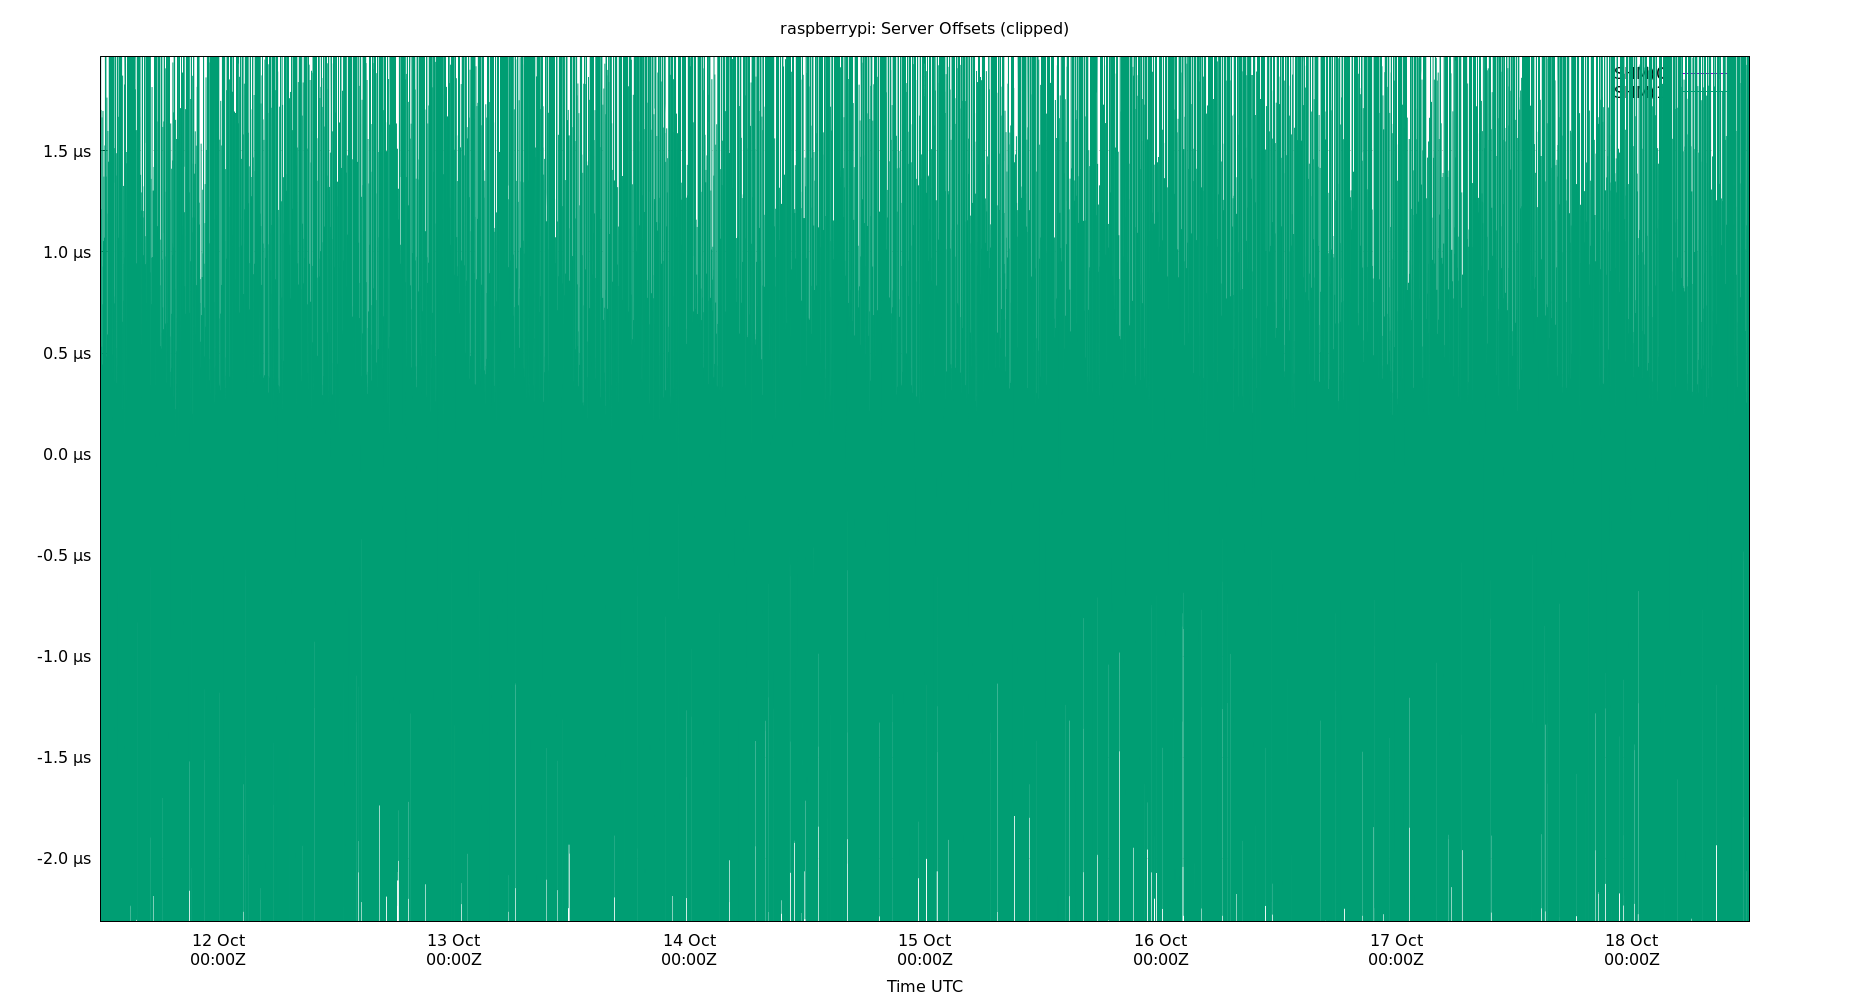 raspberrypi: Server Offsets (clipped)
1.5 µs
1.0 µs
0.5 µs
0.0 µs
-0.5 µs
-1.0 µs
-1.5 µs
-2.0 µs
12 Oct 13 Oct 14 Oct 15 Oct 16 Oct 17 Oct 18 Oct
00:00Z 00:00Z 00:00Z 00:00Z 00:00Z 00:00Z 00:00Z
Time UTC